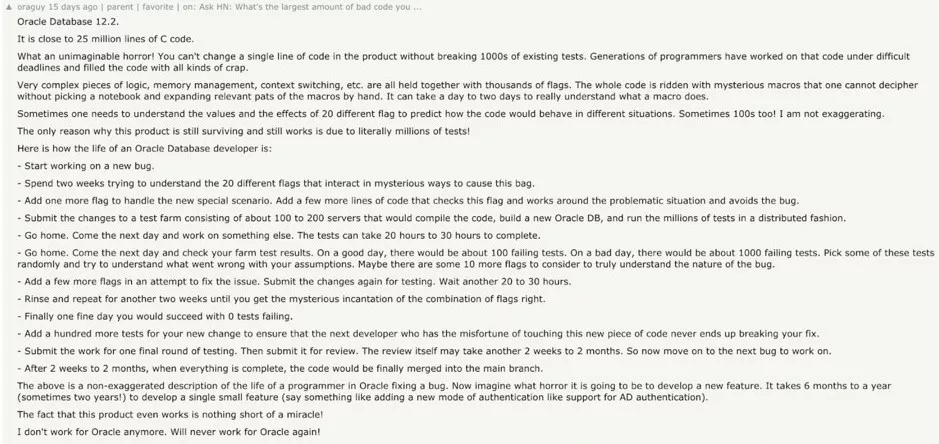 ▲ oraguy 15 days ago | parent | favorite | on: Ask HN: What's the largest amount of bad code you ...
Oracle Database 12.2.
It is close to 25 million lines of C code.
What an unimaginable horror! You can't change a single line of code in the product without breaking 1000s of existing tests. Generations of programmers have worked on that code under difficult
deadlines and filled the code with all kinds of crap.
Very complex pieces of logic, memory management, context switching, etc. are all held together with thousands of flags. The whole code is ridden with mysterious macros that one cannot decipher
without picking a notebook and expanding relevant pats of the macros by hand. It can take a day to two days to really understand what a macro does.
Sometimes one needs to understand the values and the effects of 20 different flag to predict how the code would behave in different situations. Sometimes 100s too! I am not exaggerating.
The only reason why this product is still surviving and still works is due to literally millions of tests!
Here is how the life of an Oracle Database developer is:
- Start working on a new bug.
- Spend two weeks trying to understand the 20 different flags that interact in mysterious ways to cause this bag.
- Add one more flag to handle the new special scenario. Add a few more lines of code that checks this flag and works around the problematic situation and avoids the bug.
- Submit the changes to a test farm consisting of about 100 to 200 servers that would compile the code, build a new Oracle DB, and run the millions of tests in a distributed fashion.
- Go home. Come the next day and work on something else. The tests can take 20 hours to 30 hours to complete.
- Go home. Come the next day and check your farm test results. On a good day, there would be about 100 failing tests. On a bad day, there would be about 1000 failing tests. Pick some of these tests
randomly and try to understand what went wrong with your assumptions. Maybe there are some 10 more flags to consider to truly understand the nature of the bug.
- Add a few more flags in an attempt to fix the issue. Submit the changes again for testing. Wait another 20 to 30 hours.
- Rinse and repeat for another two weeks until you get the mysterious incantation of the combination of flags right.
- Finally one fine day you would succeed with 0 tests failing.
- Add a hundred more tests for your new change to ensure that the next developer who has the misfortune of touching this new piece of code never ends up breaking your fix.
- Submit the work for one final round of testing. Then submit it for review. The review itself may take another 2 weeks to 2 months. So now move on to the next bug to work on.
- After 2 weeks to 2 months, when everything is complete, the code would be finally merged into the main branch.
The above is a non-exaggerated description of the life of a programmer in Oracle fixing a bug. Now imagine what horror it is going to be to develop a new feature. It takes 6 months to a year
(sometimes two years!) to develop a single small feature (say something like adding a new mode of authentication like support for AD authentication).
The fact that this product even works is nothing short of a miracle!
I don't work for Oracle anymore. Will never work for Oracle again!